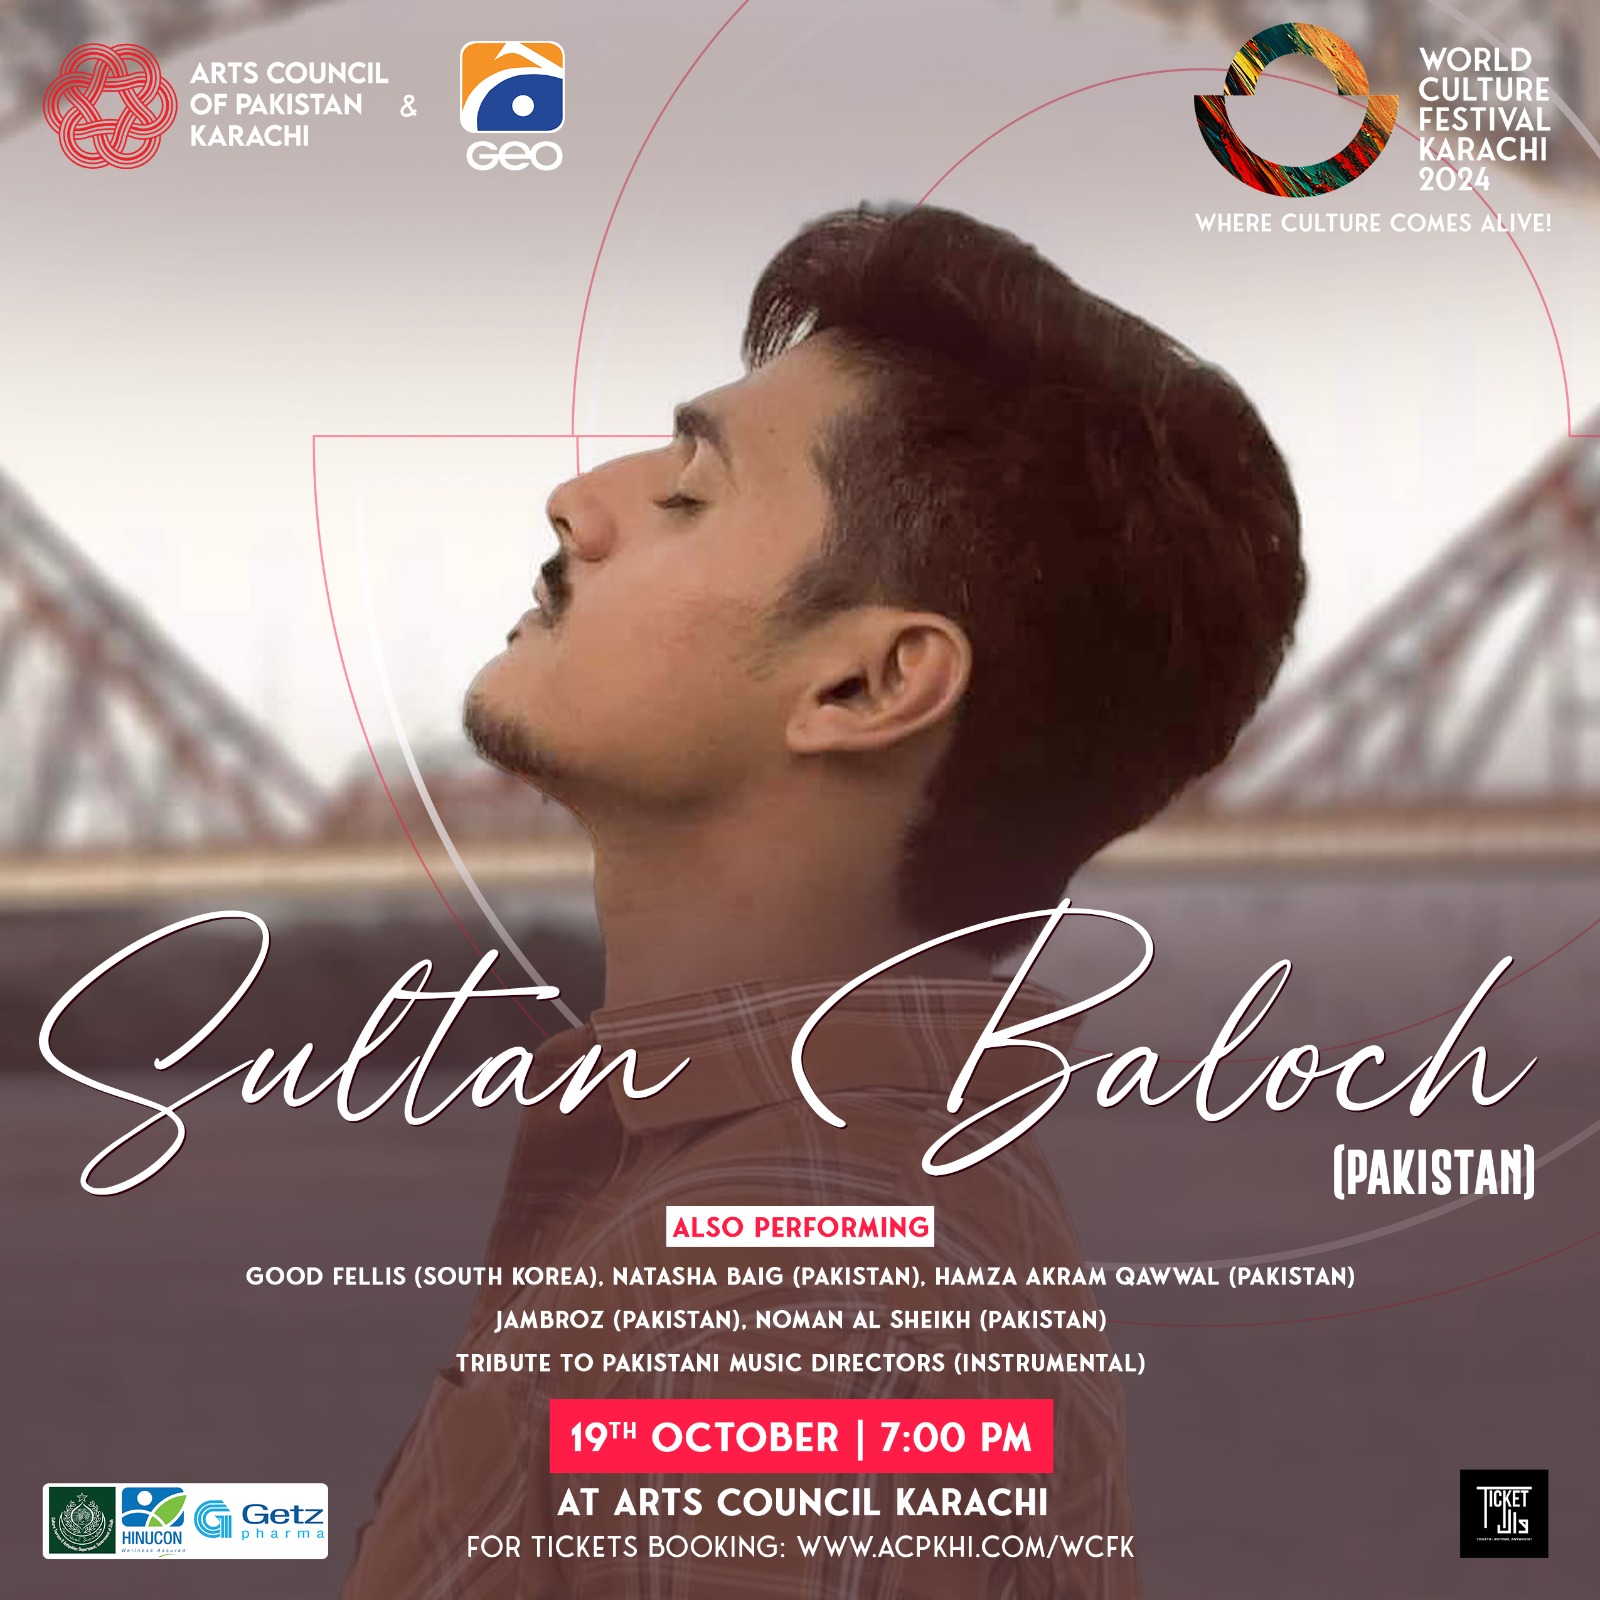 ARTS COUNCIL
OF PAKISTAN &
KARACHI
GEO
WORLD
CULTURE
FESTIVAL
KARACHI
2024
WHERE CULTURE COMES ALIVE!
Sultan Baloch
(PAKISTAN)
ALSO PERFORMING
GOOD FELLIS (SOUTH KOREA), NATASHA BAIG (PAKISTAN), HAMZA AKRAM QAWWAL (PAKISTAN)
JAMBROZ (PAKISTAN), NOMAN AL SHEIKH (PAKISTAN)
TRIBUTE TO PAKISTANI MUSIC DIRECTORS (INSTRUMENTAL)
19TH OCTOBER | 7:00 PM
AT ARTS COUNCIL KARACHI
FOR TICKETS BOOKING: WWW.ACPKHI.COM/WCFK
HINUCON
Wellness Assured
Getz
pharma
TICKET
والا